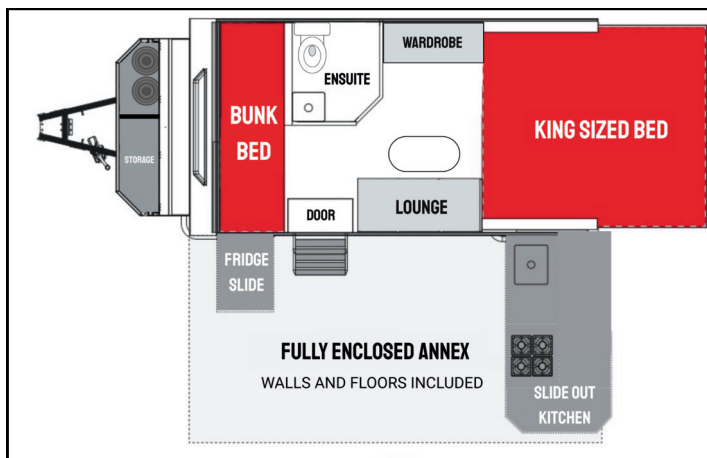 WARDROBE
ENSUITE
BUNK
BED
KING SIZED BED
STORAGE
LOUNGE
DOOR
FRIDGE
SLIDE
FULLY ENCLOSED ANNEX
WALLS AND FLOORS INCLUDED
SLIDE OUT
KITCHEN